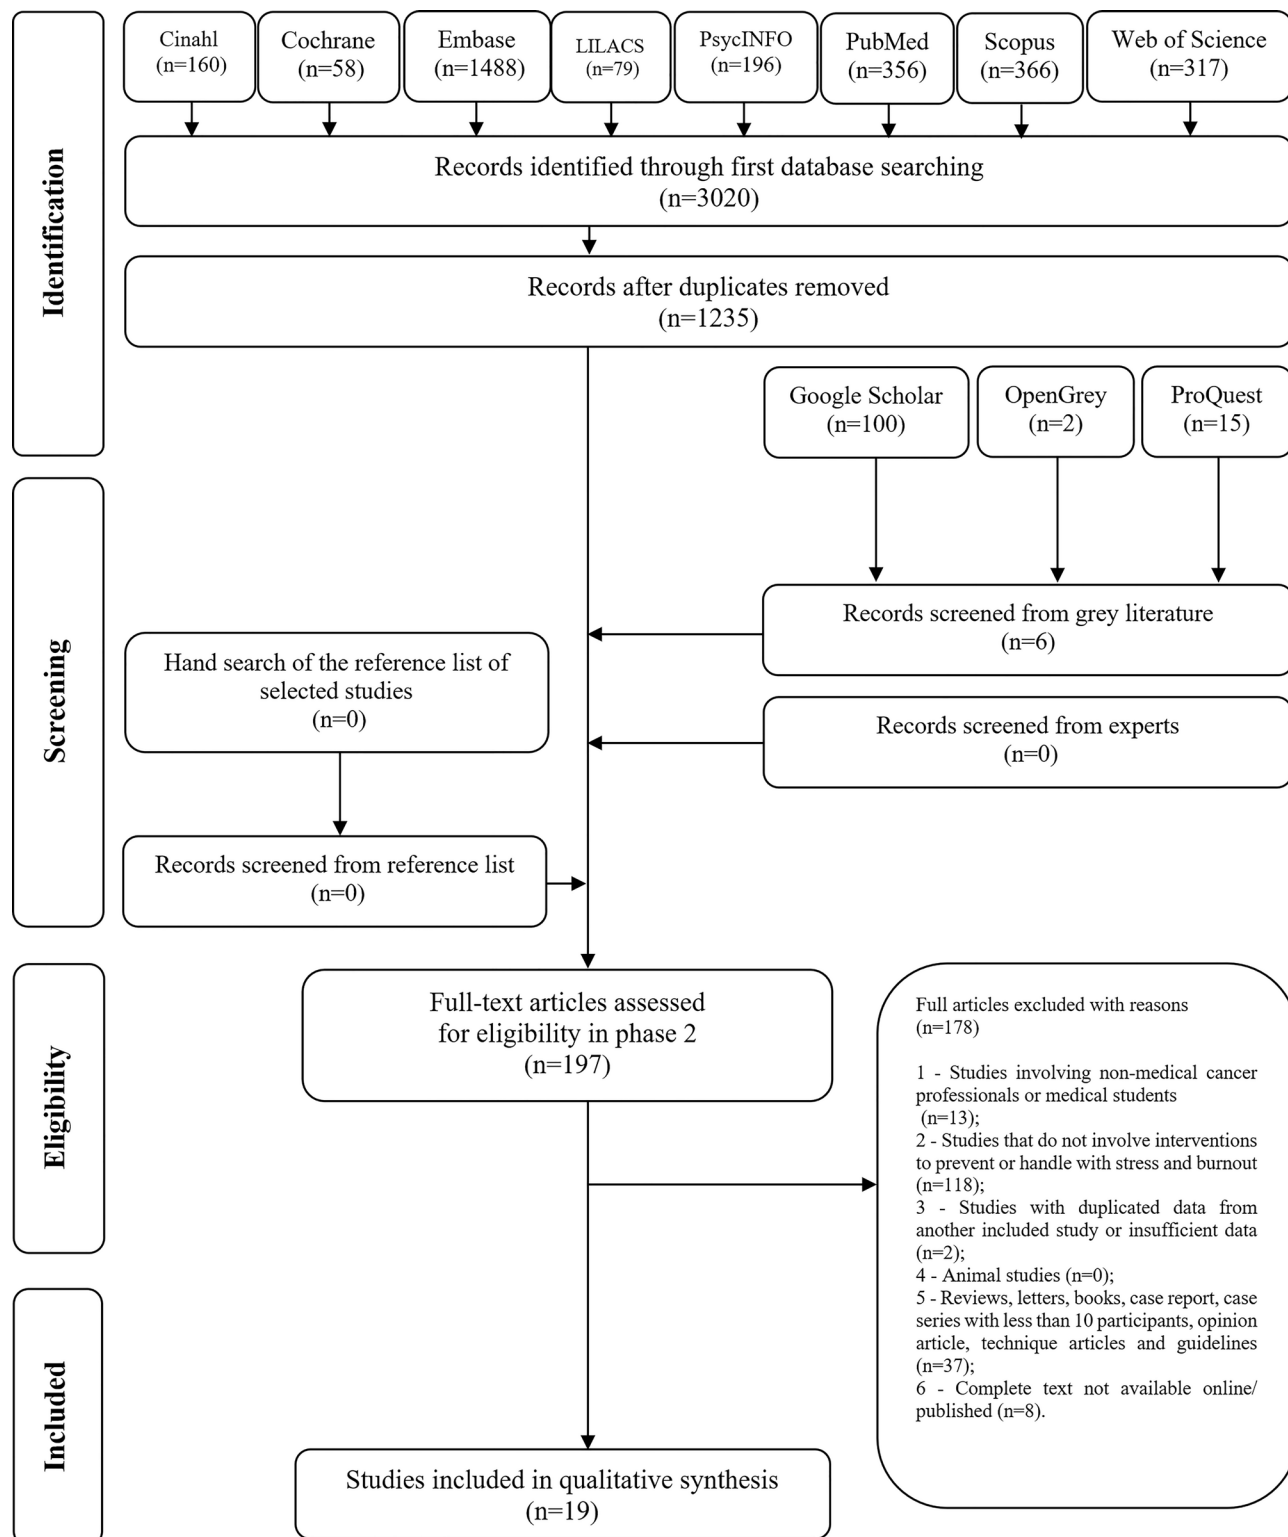 Identification
Cinahl
(n=160)
Cochrane
(n=58)
Embase
(n=1488)
LILACS
(n=79)
PsycINFO
(n=196)
PubMed
(n=356)
Scopus
(n=366)
Web of Science
(n=317)
Records identified through first database searching
(n=3020)
Records after duplicates removed
(n=1235)
Google Scholar
(n=100)
OpenGrey
(n=2)
ProQuest
(n=15)
Screening
Records screened from grey literature
(n=6)
Hand search of the reference list of
selected studies
(n=0)
Records screened from experts
(n=0)
Records screened from reference list
(n=0)
Eligibility
Full-text articles assessed
for eligibility in phase 2
(n=197)
Full articles excluded with reasons
(n=178)
1 - Studies involving non-medical cancer
professionals or medical students
(n=13);
2 - Studies that do not involve interventions
to prevent or handle with stress and burnout
(n=118);
3 - Studies with duplicated data from
another included study or insufficient data
(n=2);
4 - Animal studies (n=0);
5 - Reviews, letters, books, case report, case
series with less than 10 participants, opinion
article, technique articles and guidelines
(n=37);
6 - Complete text not available online/
published (n=8).
Included
Studies included in qualitative synthesis
(n=19)